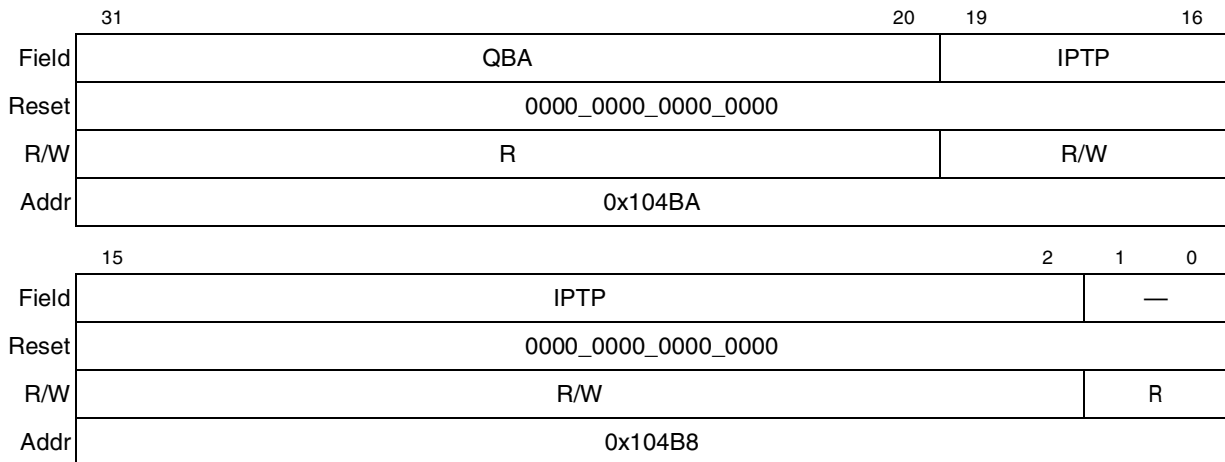 31 20 19 16
Field QBA IPTP
Reset 0000_0000_0000_0000
R/W R R/W
Addr 0x104BA
15 2 1 0
Field IPTP —
Reset 0000_0000_0000_0000
R/W R/W R
Addr 0x104B8